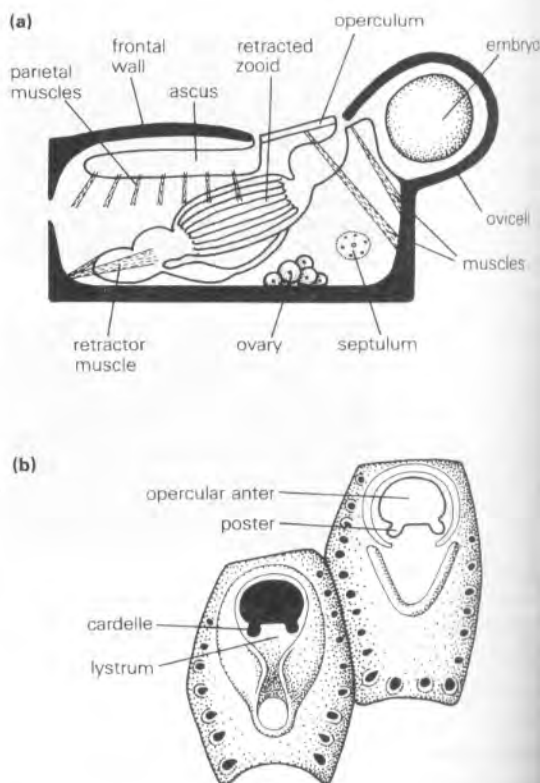 (a)
operculum
frontal
wall
retracted
zooid
embryo
parietal
muscles
ascus
ovicell
muscles
retractor
muscle
ovary
septulum
(b)
opercular anter
poster
cardelle
lystrum